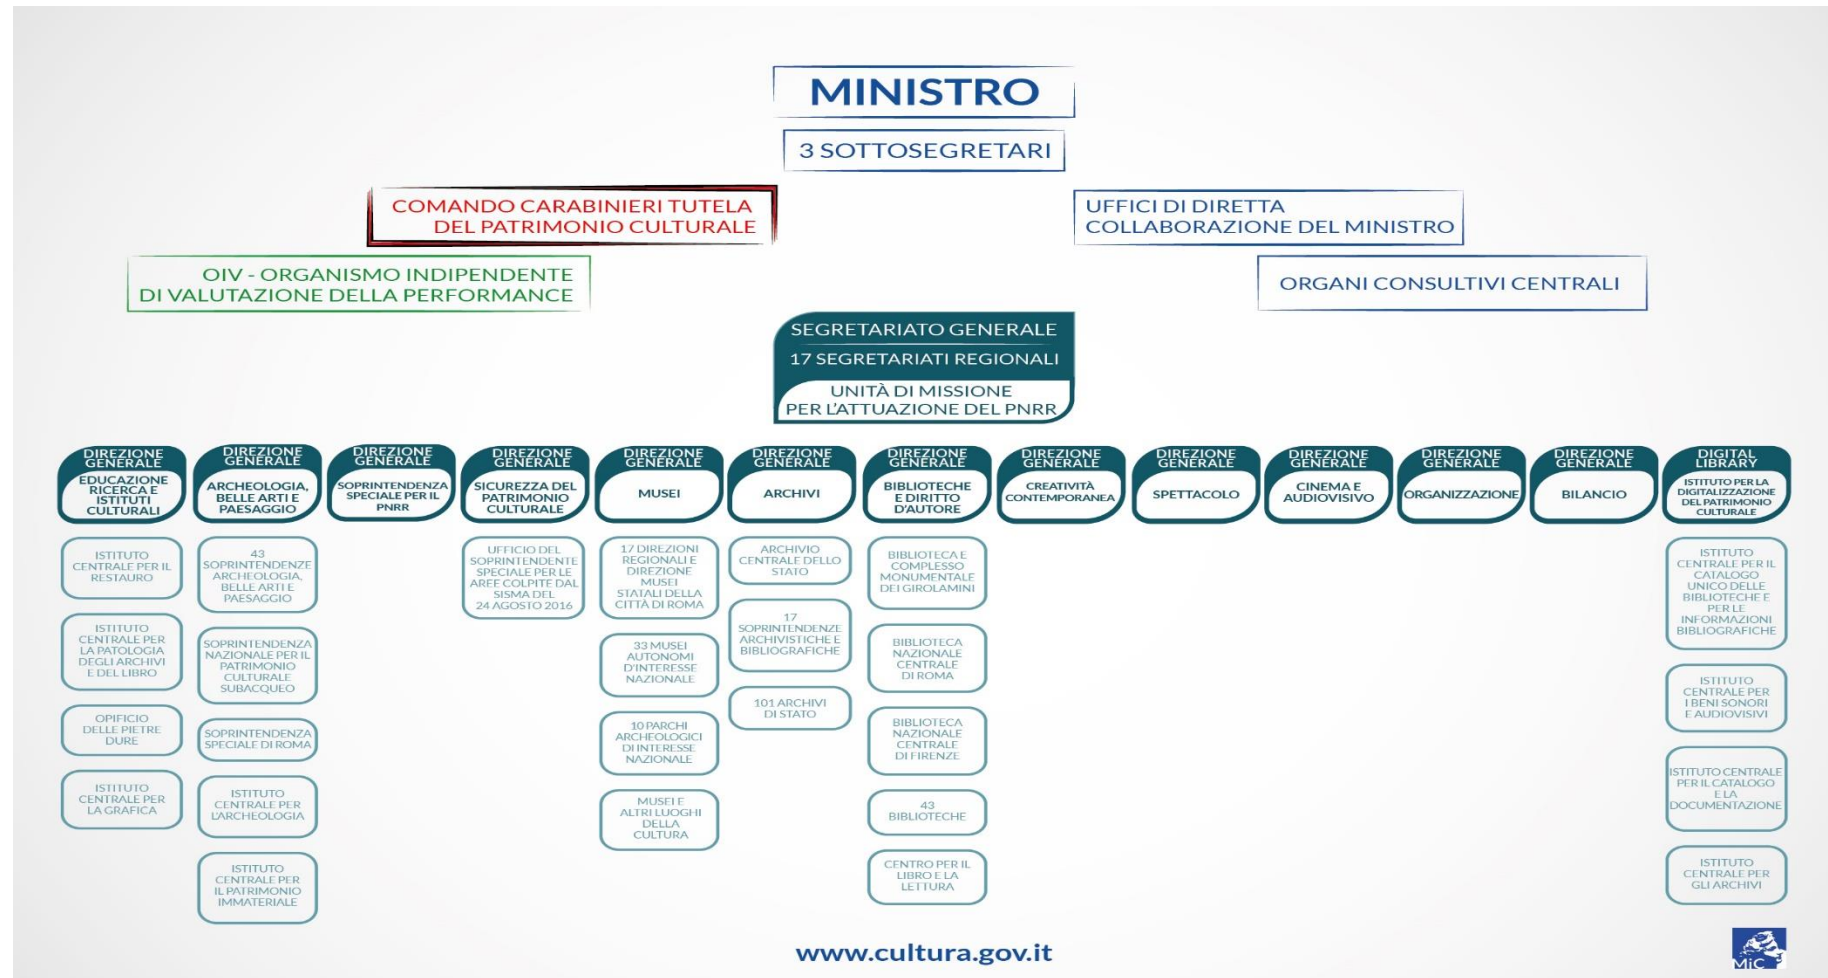 MINISTRO
3 SOTTOSEGRETARI
COMANDO CARABINIERI TUTELA
DEL PATRIMONIO CULTURALE
UFFICI DI DIRETTA
COLLABORAZIONE DEL MINISTRO
OIV - ORGANISMO INDIPENDENTE
DI VALUTAZIONE DELLA PERFORMANCE
ORGANI CONSULTIVI CENTRALI
SEGRETARIATO GENERALE
17 SEGRETARIATI REGIONALI
UNITÀ DI MISSIONE
PER L'ATTUAZIONE DEL PNRR
DIREZIONE
GENERALE
EDUCAZIONE
RICERCA E
ISTITUTI
CULTURALI
ISTITUTO
CENTRALE PER IL
RESTAURO
ISTITUTO
CENTRALE PER
LA PATOLOGIA
DEGLI ARCHIVI
E DEL LIBRO
OPIFICIO
DELLE PIETRE
DURE
ISTITUTO
CENTRALE PER
LA GRAFICA
DIREZIONE
GENERALE
ARCHEOLOGIA,
BELLE ARTI E
PAESAGGIO
43
SOPRINTENDENZE
ARCHEOLOGIA,
BELLE ARTI E
PAESAGGIO
SOPRINTENDENZA
NAZIONALE PER IL
PATRIMONIO
CULTURALE
SUBACQUEO
SOPRINTENDENZA
SPECIALE DI ROMA
ISTITUTO
CENTRALE PER
L'ARCHEOLOGIA
ISTITUTO
CENTRALE PER
IL PATRIMONIO
IMMATERIALE
DIREZIONE
GENERALE
SOPRINTENDENZA
SPECIALE PER IL
PNRR
DIREZIONE
GENERALE
SICUREZZA DEL
PATRIMONIO
CULTURALE
UFFICIO DEL
SOPRINTENDENTE
SPECIALE PER LE
AREE COLPITE DAL
SISMA DEL
24 AGOSTO 2016
DIREZIONE
GENERALE
MUSEI
17 DIREZIONI
REGIONALI E
DIREZIONE
MUSEI
STATALI DELLA
CITTÀ DI ROMA
33 MUSEI
AUTONOMI
D'INTERESSE
NAZIONALE
10 PARCHI
ARCHEOLOGICI
DI INTERESSE
NAZIONALE
MUSEI E
ALTRI LUOGHI
DELLA
CULTURA
DIREZIONE
GENERALE
ARCHIVI
ARCHIVIO
CENTRALE DELLO
STATO
17
SOPRINTENDENZE
ARCHIVISTICHE E
BIBLIOGRAFICHE
101 ARCHIVI
DI STATO
DIREZIONE
GENERALE
BIBLIOTECHE
E DIRITTO
D'AUTORE
BIBLIOTECA E
COMPLESSO
MONUMENTALE
DEI GIROLAMINI
BIBLIOTECA
NAZIONALE
CENTRALE
DI ROMA
BIBLIOTECA
NAZIONALE
CENTRALE
DI FIRENZE
43
BIBLIOTECHE
CENTRO PER IL
LIBRO E LA
LETTURA
DIREZIONE
GENERALE
CREATIVITÀ
CONTEMPORANEA
DIREZIONE
GENERALE
SPETTACOLO
DIREZIONE
GENERALE
CINEMA E
AUDIOVISIVO
DIREZIONE
GENERALE
ORGANIZZAZIONE
DIREZIONE
GENERALE
BILANCIO
DIGITAL
LIBRARY
ISTITUTO PER LA
DIGITALIZZAZIONE
DEL PATRIMONIO
CULTURALE
ISTITUTO
CENTRALE PER IL
CATALOGO
UNICO DELLE
BIBLIOTECHE E
PER LE
INFORMAZIONI
BIBLIOGRAFICHE
ISTITUTO
CENTRALE PER
I BENI SONORI
E AUDIOVISIVI
ISTITUTO CENTRALE
PER IL CATALOGO
E LA
DOCUMENTAZIONE
ISTITUTO
CENTRALE PER
GLI ARCHIVI
www.cultura.gov.it
MiC